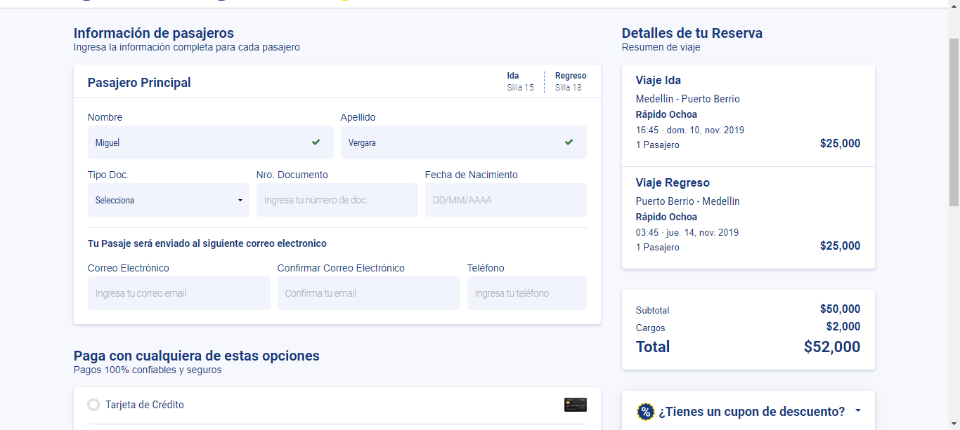 Información de pasajeros
Ingresa la información completa para cada pasajero
Pasajero Principal
Ida
Silla 15
Regreso
Silla 18
Nombre
Apellido
Miguel
Vergara
Tipo Doc.
Nro. Documento
Fecha de Nacimiento
Selecciona
Ingresa tu número de doc.
DD/MM/AAAA
Tu Pasaje será enviado al siguiente correo electronico
Correo Electrónico
Confirmar Correo Electrónico
Teléfono
Ingresa tu correo email
Confirma tu email
Ingresa tu teléfono
Paga con cualquiera de estas opciones
Pagos 100% confiables y seguros
Tarjeta de Crédito
Detalles de tu Reserva
Resumen de viaje
Viaje Ida
Medellin - Puerto Berrio
Rápido Ochoa
16:45 · dom. 10, nov. 2019
1 Pasajero
$25,000
Viaje Regreso
Puerto Berrio - Medellin
Rápido Ochoa
03:45 · jue. 14, nov. 2019
1 Pasajero
$25,000
Subtotal
$50,000
Cargos
$2,000
Total
$52,000
% ¿Tienes un cupon de descuento?